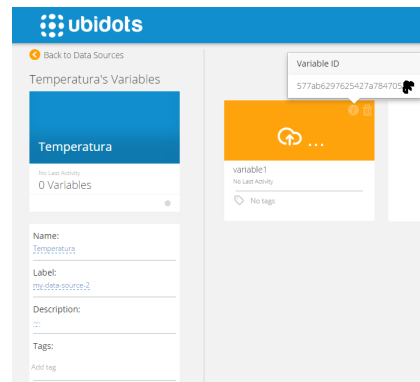 ubidots
Back to Data Sources
Temperatura's Variables
Temperatura
No Last Activity
0 Variables
Name:
Temperatura
Label:
my-data-source-2
Description:
Tags:
Add tag
Variable ID
577ab6297625427a784705
...
variable1
No Last Activity
No tags